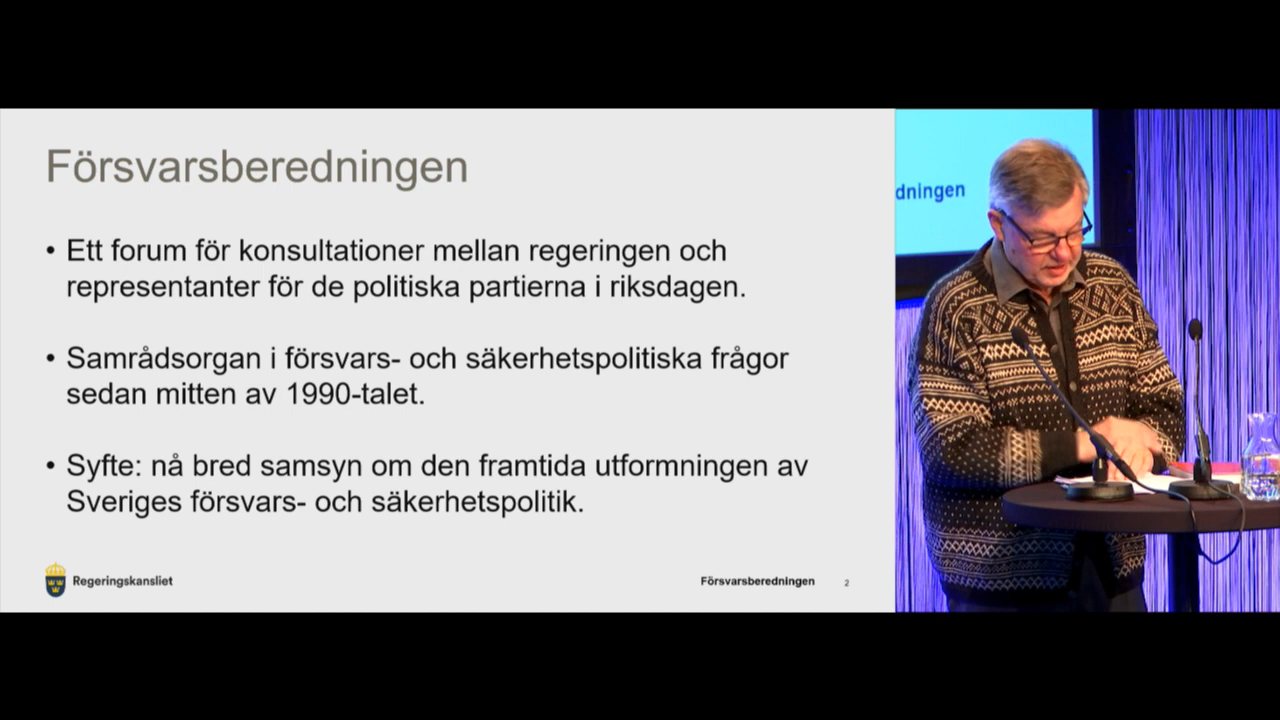 Försvarsberedningen
• Ett forum för konsultationer mellan regeringen och
representanter för de politiska partierna i riksdagen.
• Samrådsorgan i försvars- och säkerhetspolitiska frågor
sedan mitten av 1990-talet.
• Syfte: nå bred samsyn om den framtida utformningen av
Sveriges försvars- och säkerhetspolitik.
Regeringskansliet
Försvarsberedningen 2
dningen